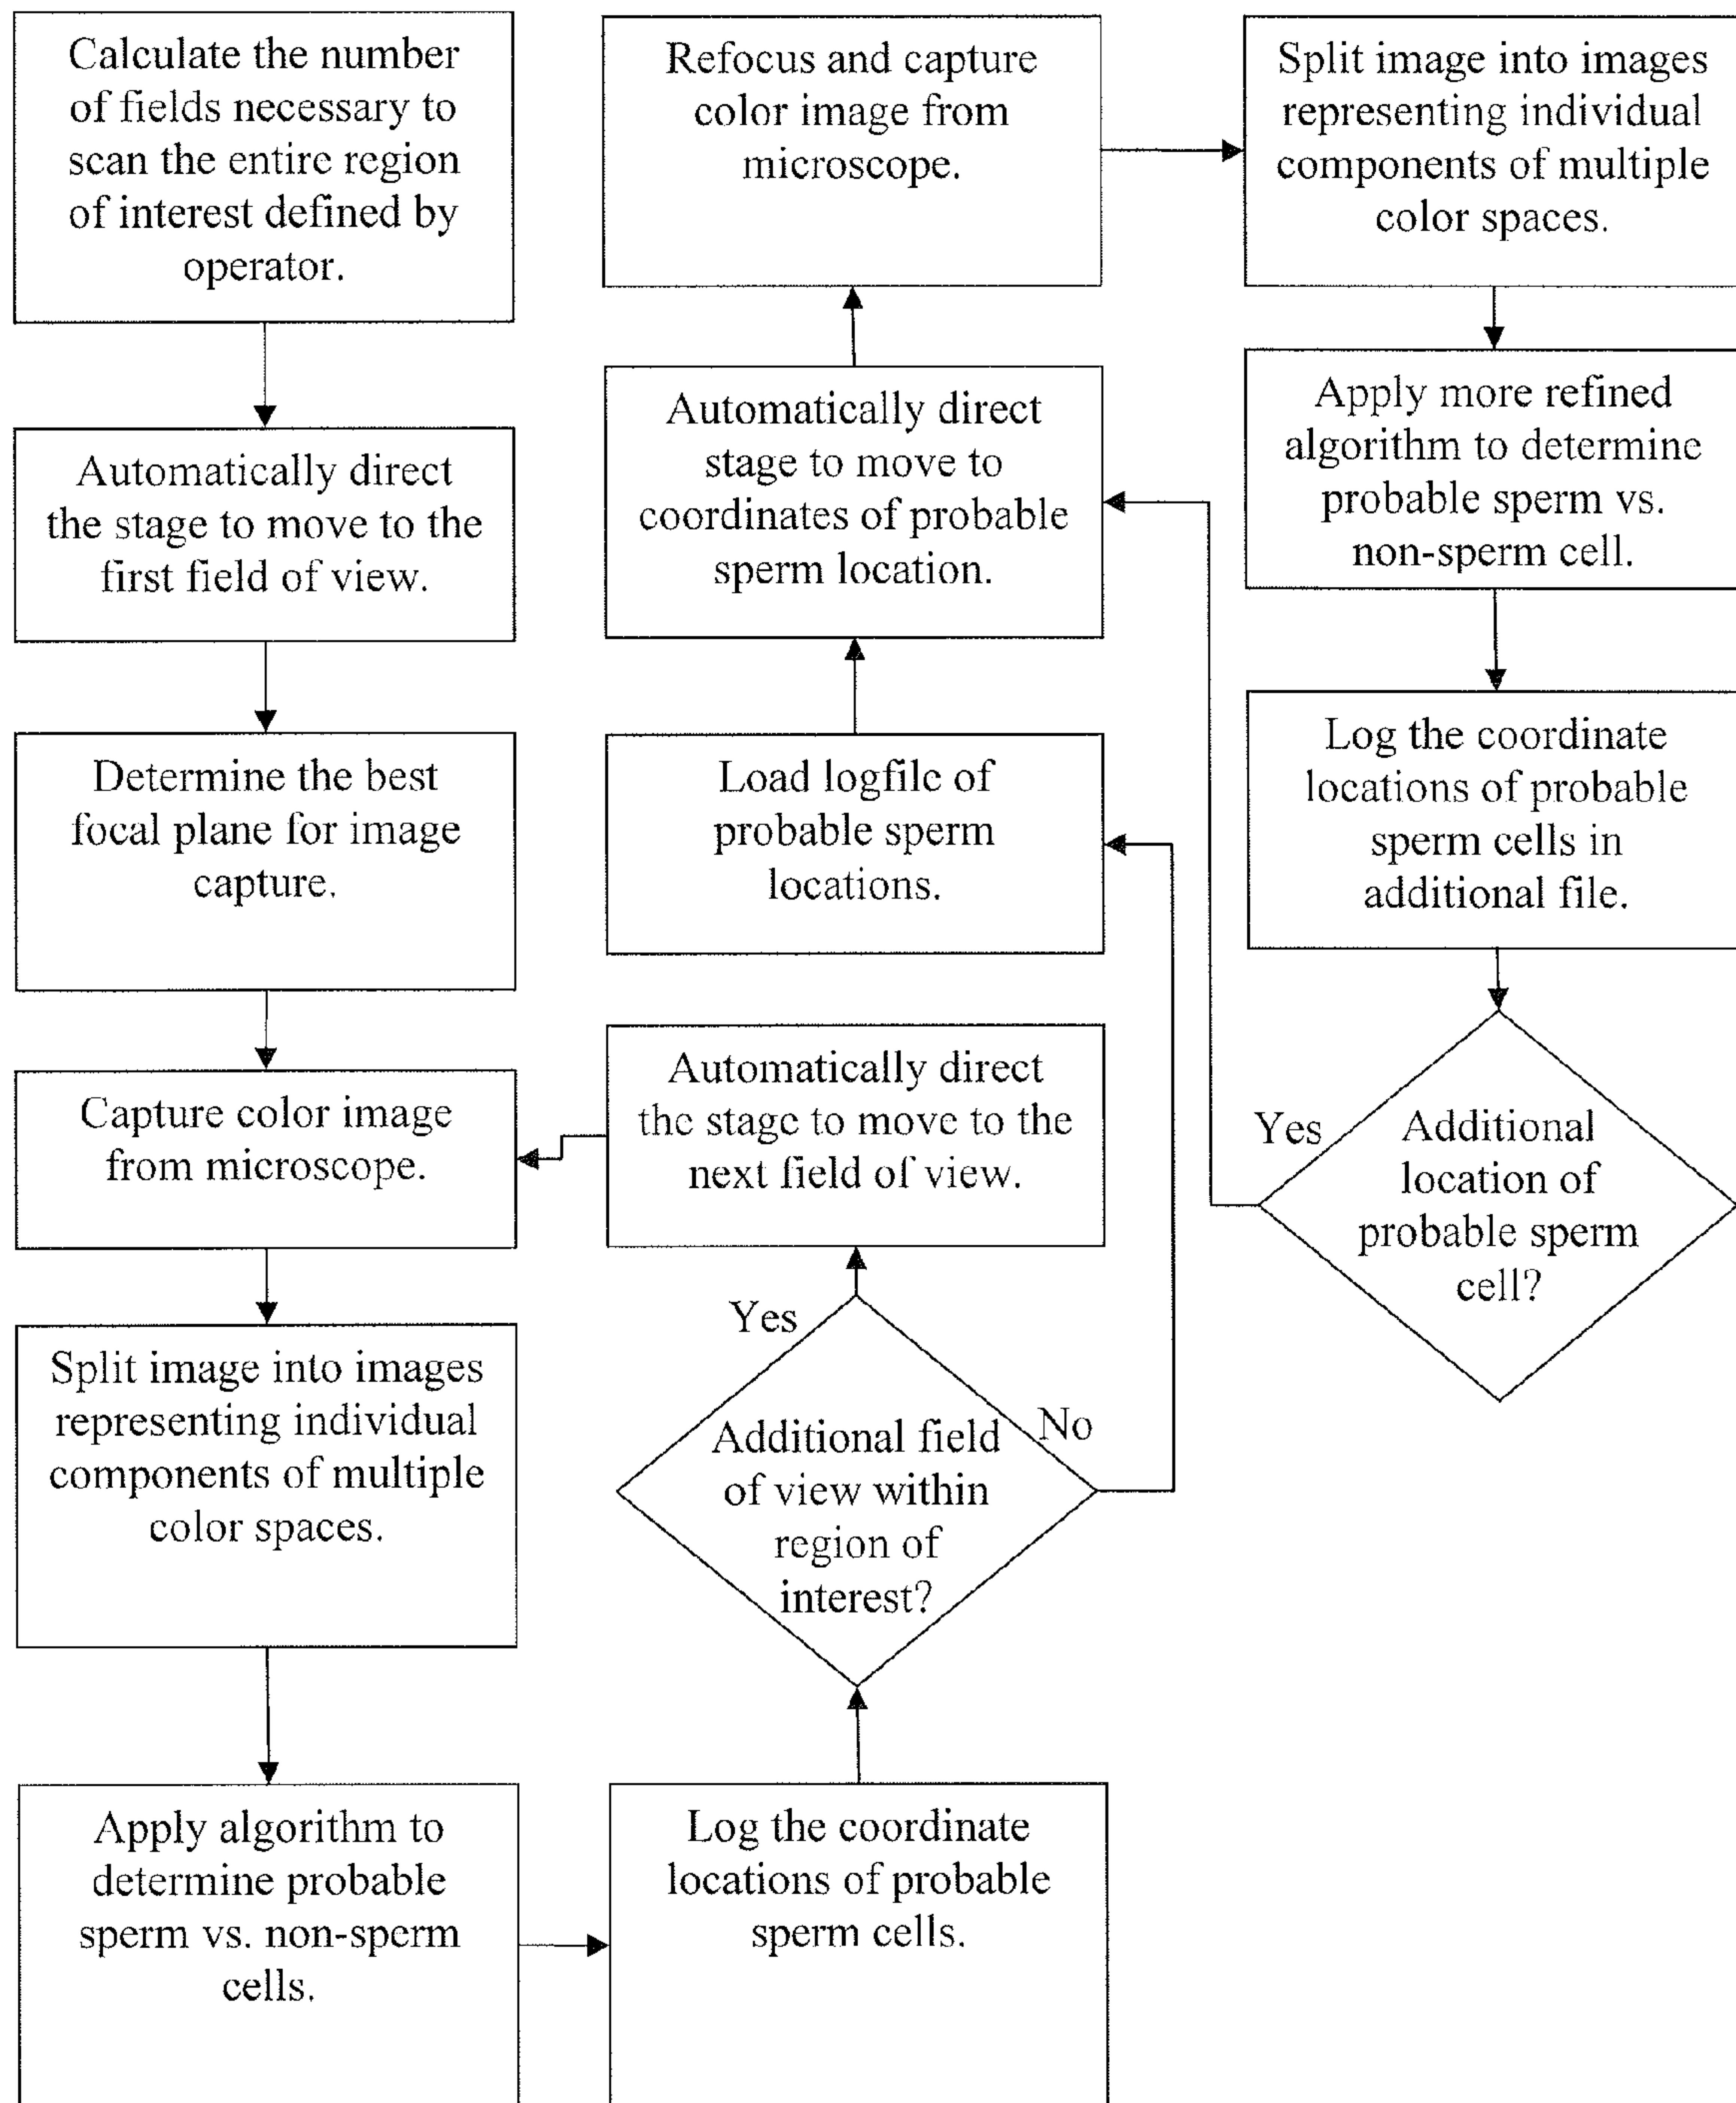 Calculate the number
of fields necessary to
scan the entire region
of interest defined by
operator.
Automatically direct
the stage to move to the
first field of view.
Determine the best
focal plane for image
capture.
Capture color image
from microscope.
Split image into images
representing individual
components of multiple
color spaces.
Apply algorithm to
determine probable
sperm vs. non-sperm
cells.
Log the coordinate
locations of probable
sperm cells.
Additional field
of view within
region of
interest?
Yes
No
Automatically direct
the stage to move to the
next field of view.
Load logfile of
probable sperm
locations.
Automatically direct
stage to move to
coordinates of probable
sperm location.
Refocus and capture
color image from
microscope.
Split image into images
representing individual
components of multiple
color spaces.
Apply more refined
algorithm to determine
probable sperm vs.
non-sperm cell.
Log the coordinate
locations of probable
sperm cells in
additional file.
Additional
location of
probable sperm
cell?
Yes